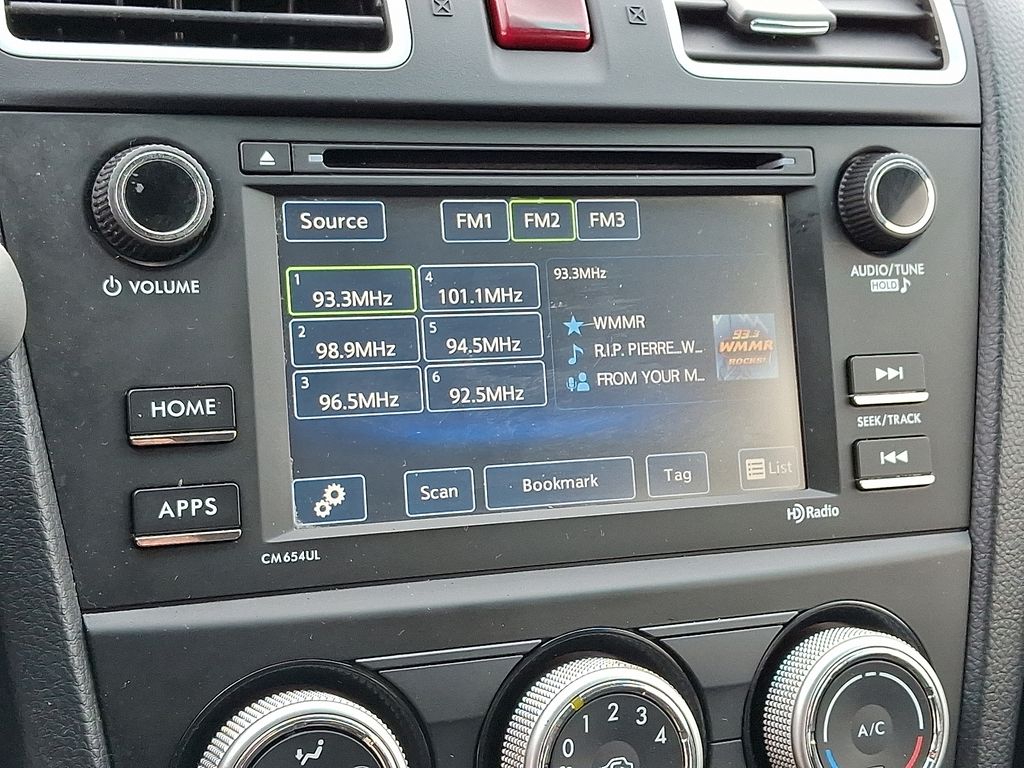 Source FM1 FM2 FM3
1 93.3MHz
4 101.1MHz
2 98.9MHz
5 94.5MHz
3 96.5MHz
6 92.5MHz
93.3MHz
WMMR
R.I.P. PIERRE_W_
FROM YOUR M_
93.3
WMMR
ROCKS!
Scan Bookmark Tag List
VOLUME
HOME
APPS
CM654UL
AUDIO/TUNE
HOLD
SEEK/TRACK
HD Radio
0 1 2 3 4
A/C